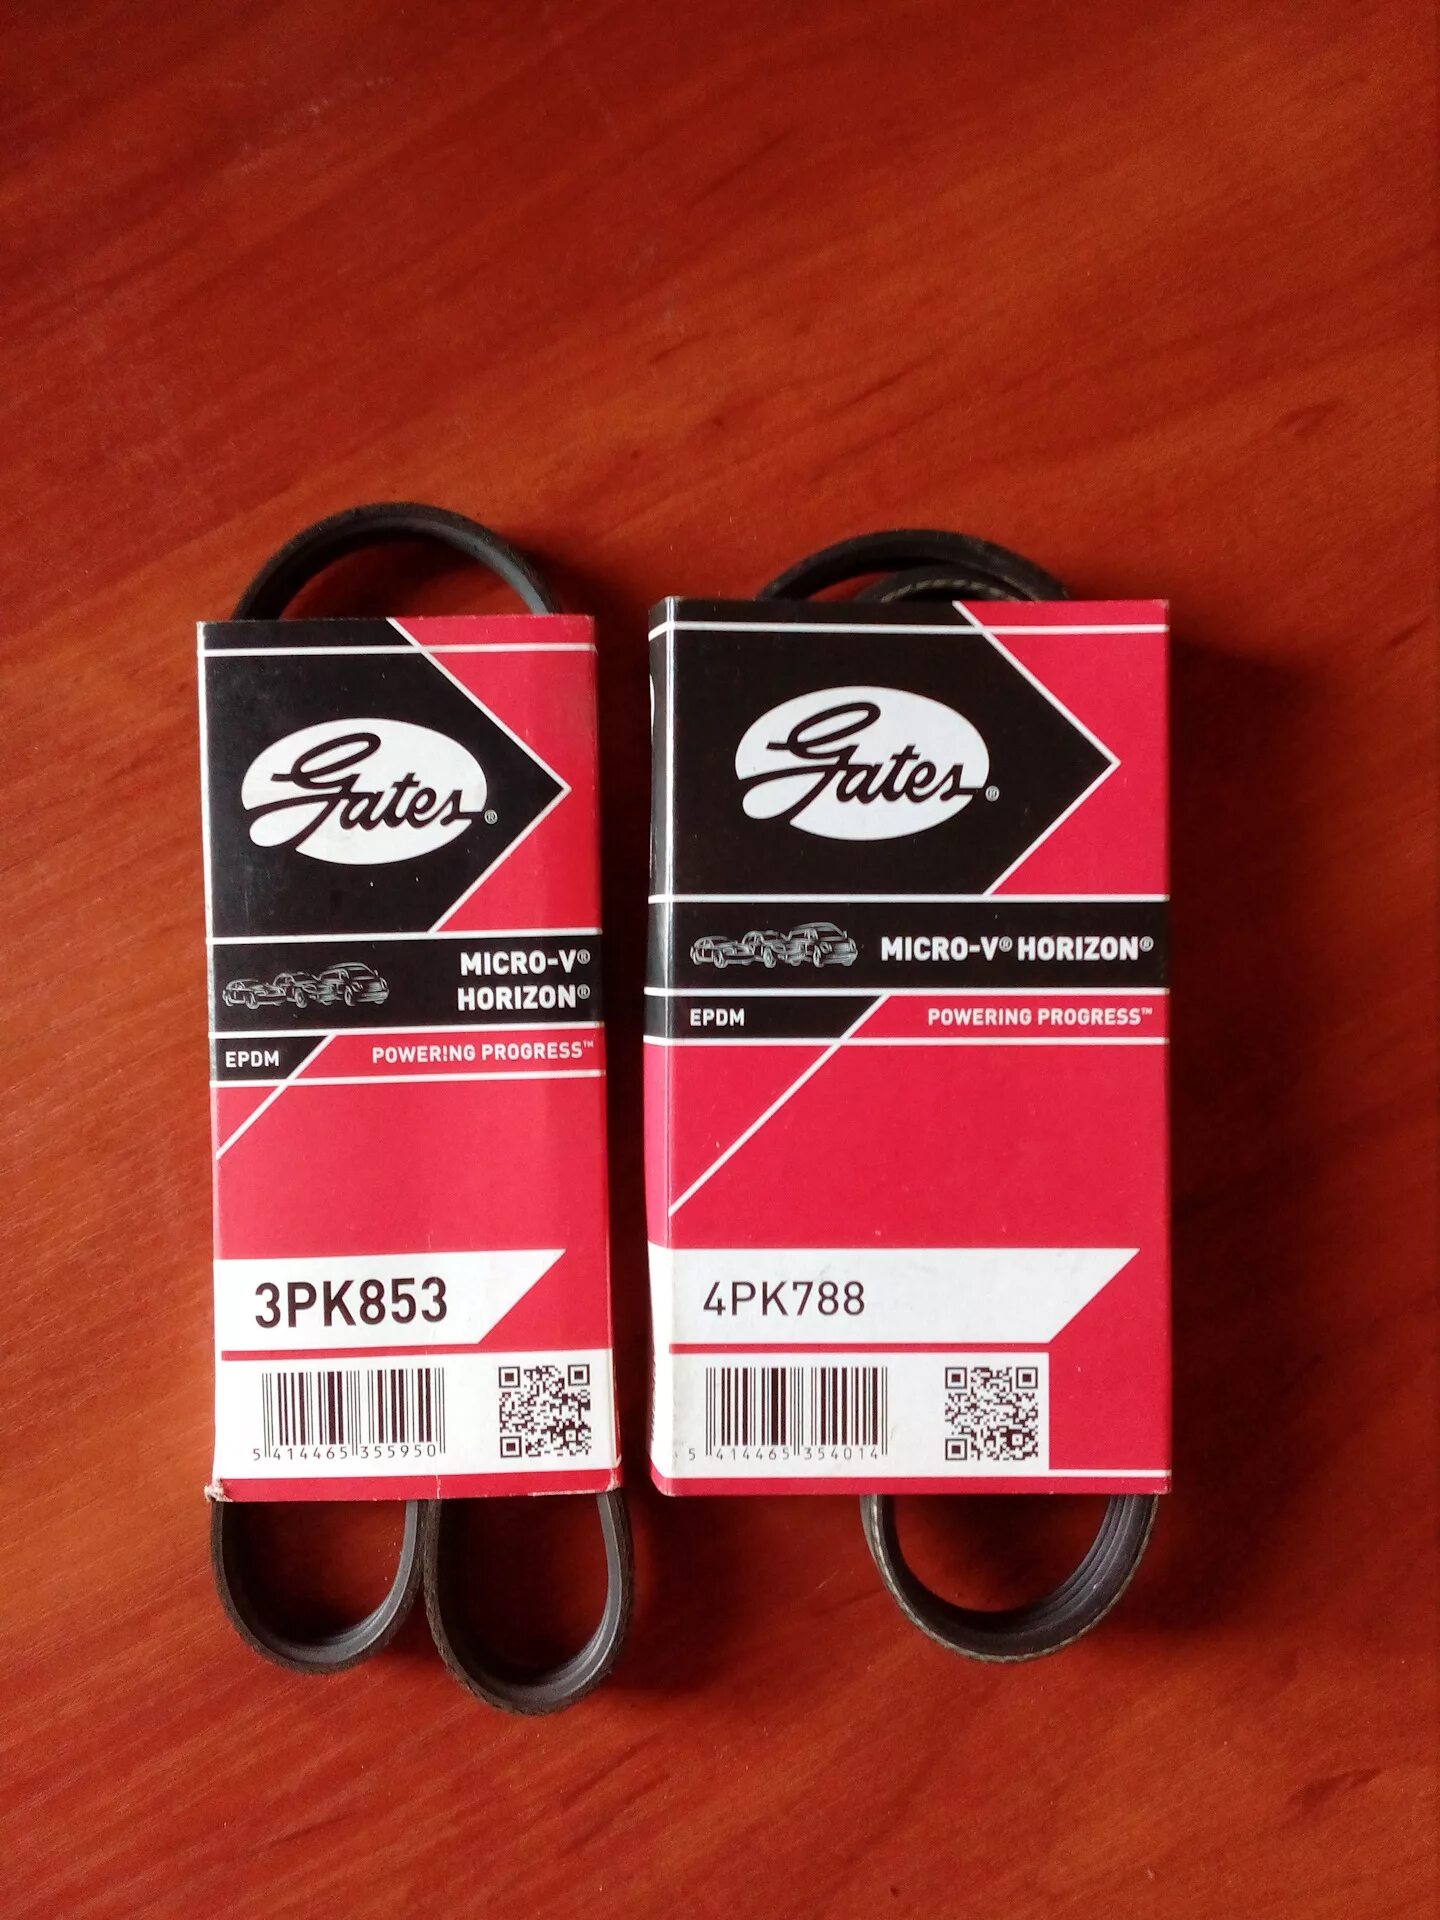 Gates®
MICRO-V®
HORIZON®
EPDM
POWERING PROGRESS™
3PK853
5 414465 355950
Gates®
MICRO-V® HORIZON®
EPDM
POWERING PROGRESS™
4PK788
5 414465 354014